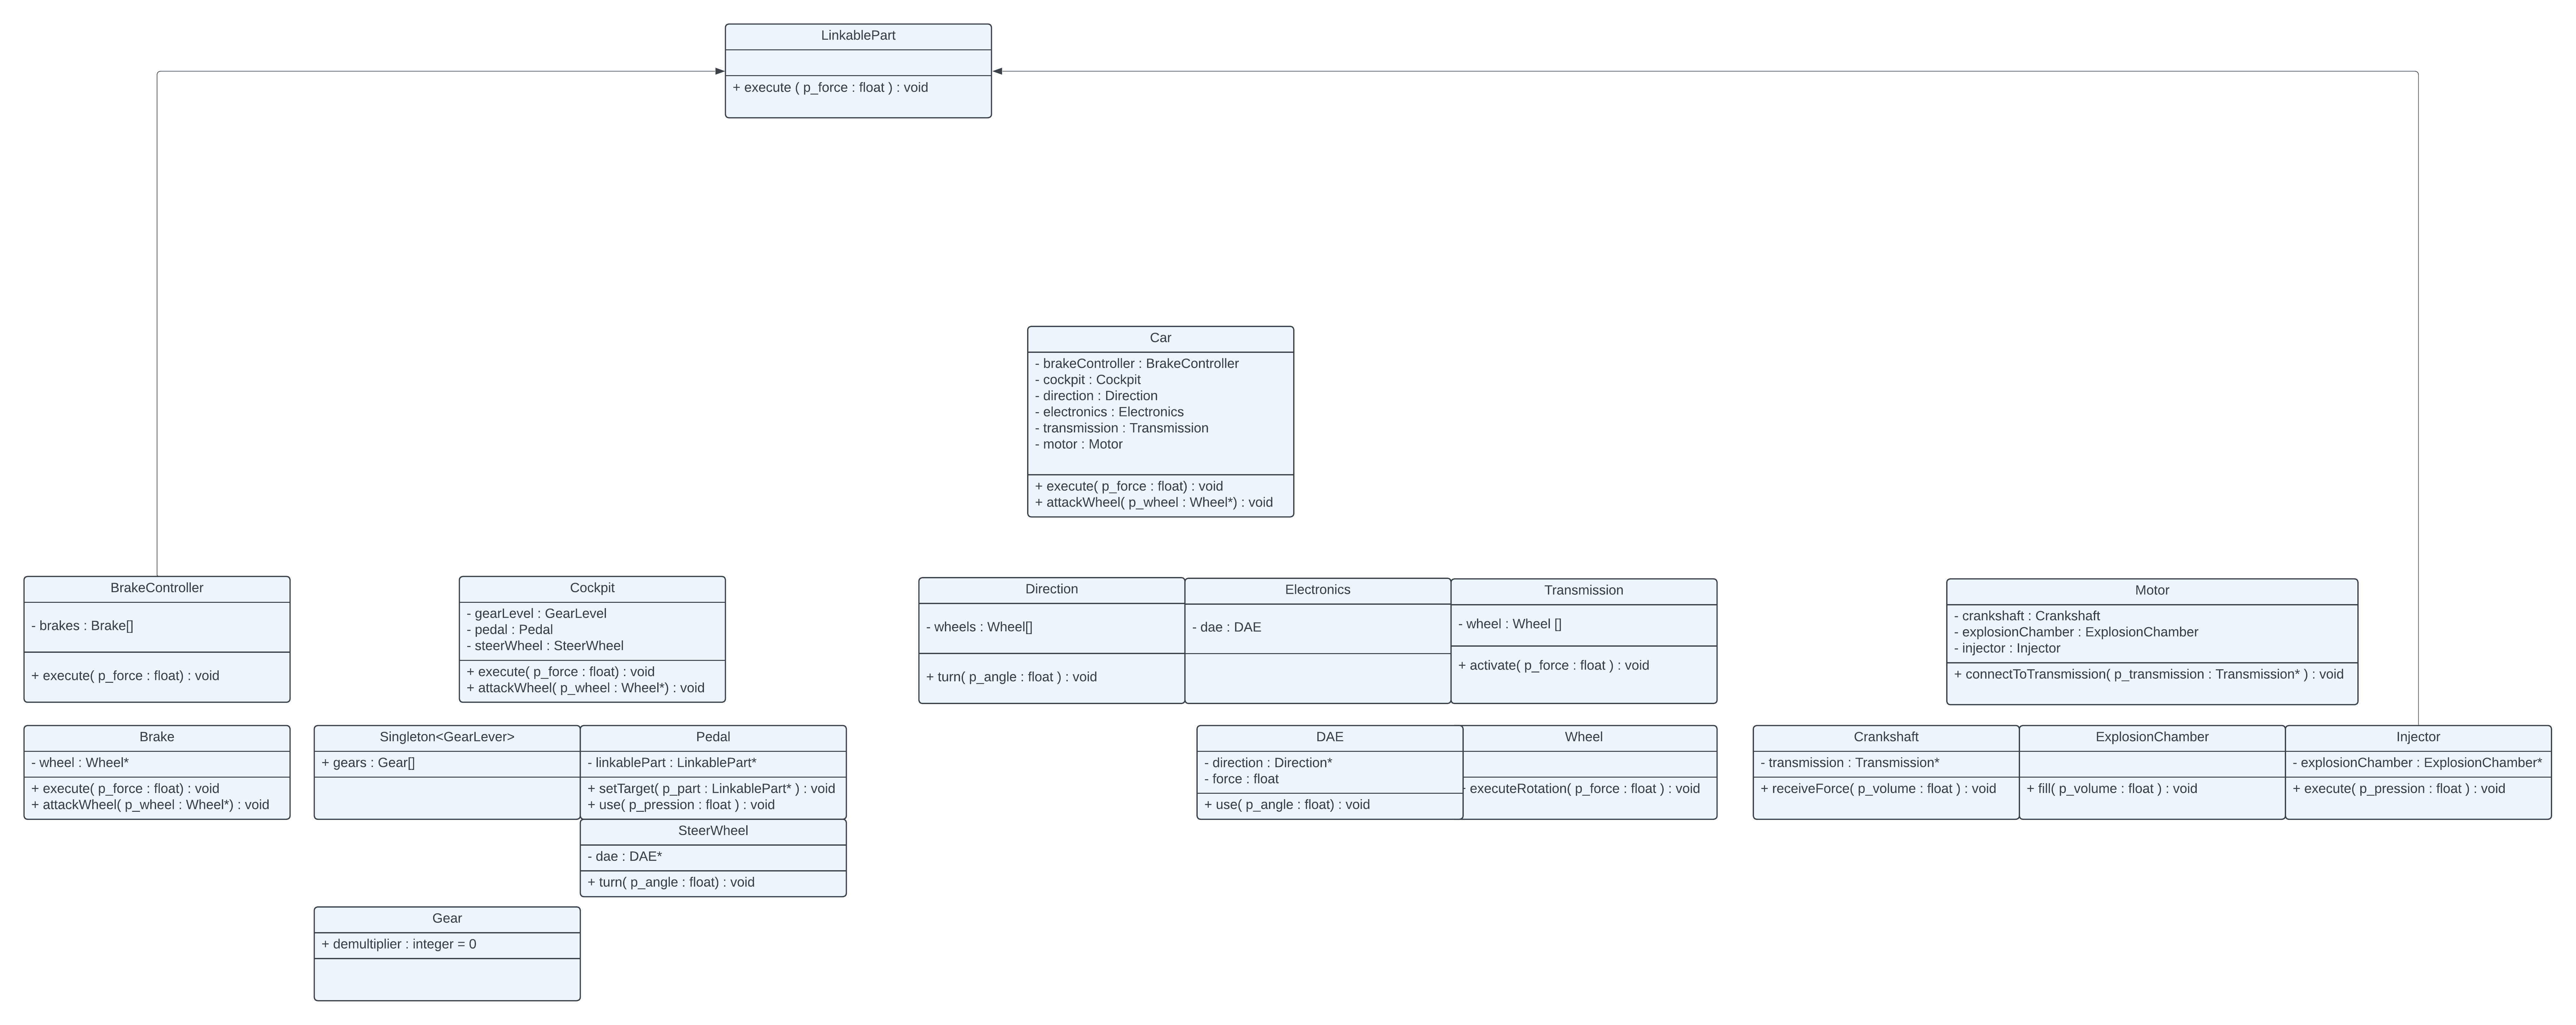 LinkablePart
+ execute ( p_force : float ) : void
Car
- brakeController : BrakeController
- cockpit : Cockpit
- direction : Direction
- electronics : Electronics
- transmission : Transmission
- motor : Motor
+ execute( p_force : float) : void
+ attackWheel( p_wheel : Wheel*) : void
BrakeController
- brakes : Brake[]
+ execute( p_force : float) : void
Cockpit
- gearLevel : GearLevel
- pedal : Pedal
- steerWheel : SteerWheel
+ execute( p_force : float) : void
+ attackWheel( p_wheel : Wheel*) : void
Direction
- wheels : Wheel[]
+ turn( p_angle : float ) : void
Electronics
- dae : DAE
Transmission
- wheel : Wheel []
+ activate( p_force : float ) : void
Motor
- crankshaft : Crankshaft
- explosionChamber : ExplosionChamber
- injector : Injector
+ connectToTransmission( p_transmission : Transmission* ) : void
Brake
- wheel : Wheel*
+ execute( p_force : float) : void
+ attackWheel( p_wheel : Wheel*) : void
Singleton<GearLever>
+ gears : Gear[]
Pedal
- linkablePart : LinkablePart*
+ setTarget( p_part : LinkablePart* ) : void
+ use( p_pression : float ) : void
SteerWheel
- dae : DAE*
+ turn( p_angle : float) : void
Gear
+ demultiplier : integer = 0
DAE
- direction : Direction*
- force : float
+ use( p_angle : float) : void
Wheel
+ executeRotation( p_force : float ) : void
Crankshaft
- transmission : Transmission*
+ receiveForce( p_volume : float ) : void
ExplosionChamber
+ fill( p_volume : float ) : void
Injector
- explosionChamber : ExplosionChamber*
+ execute( p_pression : float ) : void